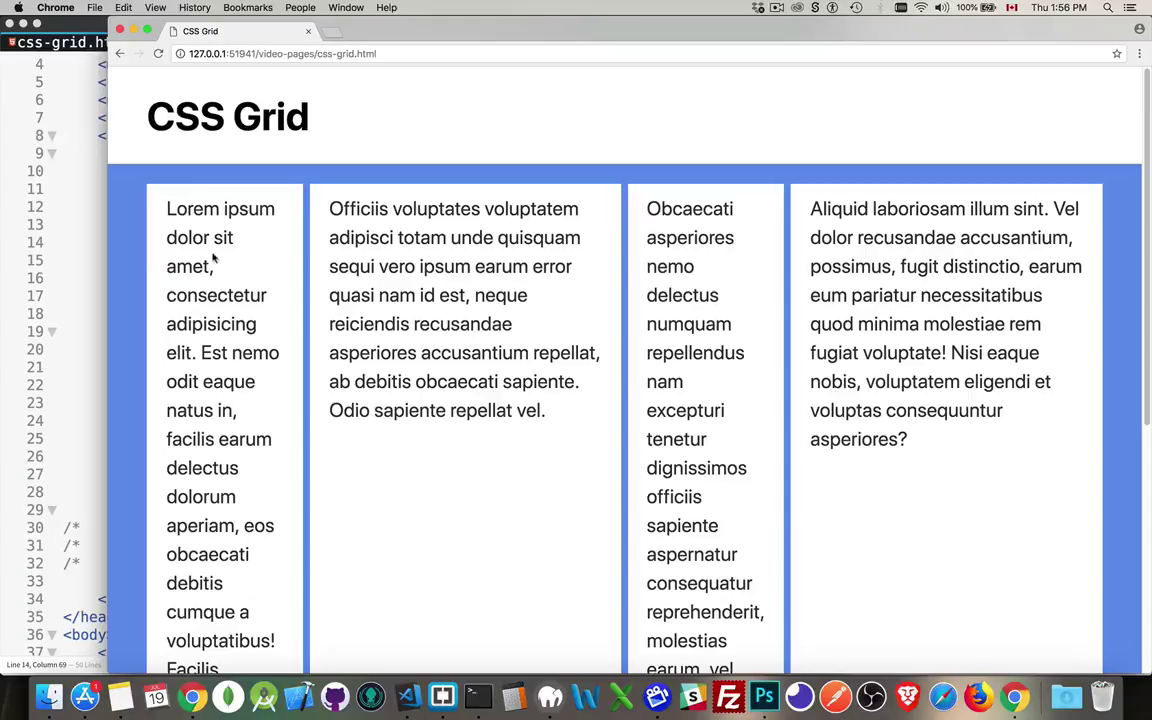 Chrome File Edit View History Bookmarks People Window Help
100% Thu 1:56 PM
css-grid.h
CSS Grid
127.0.0.1:51941/video-pages/css-grid.html
4
5
6
7
8
9
10
11
12
13
14
15
16
17
18
19
20
21
22
23
24
25
26
27
28
29
30 /*
31 /*
32 /*
33
34 <
35 </hea
36 <body
37 <
Line 14, Column 69 — 50 Lines
CSS Grid
Lorem ipsum
dolor sit
amet,
consectetur
adipisicing
elit. Est nemo
odit eaque
natus in,
facilis earum
delectus
dolorum
aperiam, eos
obcaecati
debitis
cumque a
voluptatibus!
Facilis
Officiis voluptates voluptatem
adipisci totam unde quisquam
sequi vero ipsum earum error
quasi nam id est, neque
reiciendis recusandae
asperiores accusantium repellat,
ab debitis obcaecati sapiente.
Odio sapiente repellat vel.
Obcaecati
asperiores
nemo
delectus
numquam
repellendus
nam
excepturi
tenetur
dignissimos
officiis
sapiente
aspernatur
consequatur
reprehenderit,
molestias
earum, vel
Aliquid laboriosam illum sint. Vel
dolor recusandae accusantium,
possimus, fugit distinctio, earum
eum pariatur necessitatibus
quod minima molestiae rem
fugiat voluptate! Nisi eaque
nobis, voluptatem eligendi et
voluptas consequuntur
asperiores?